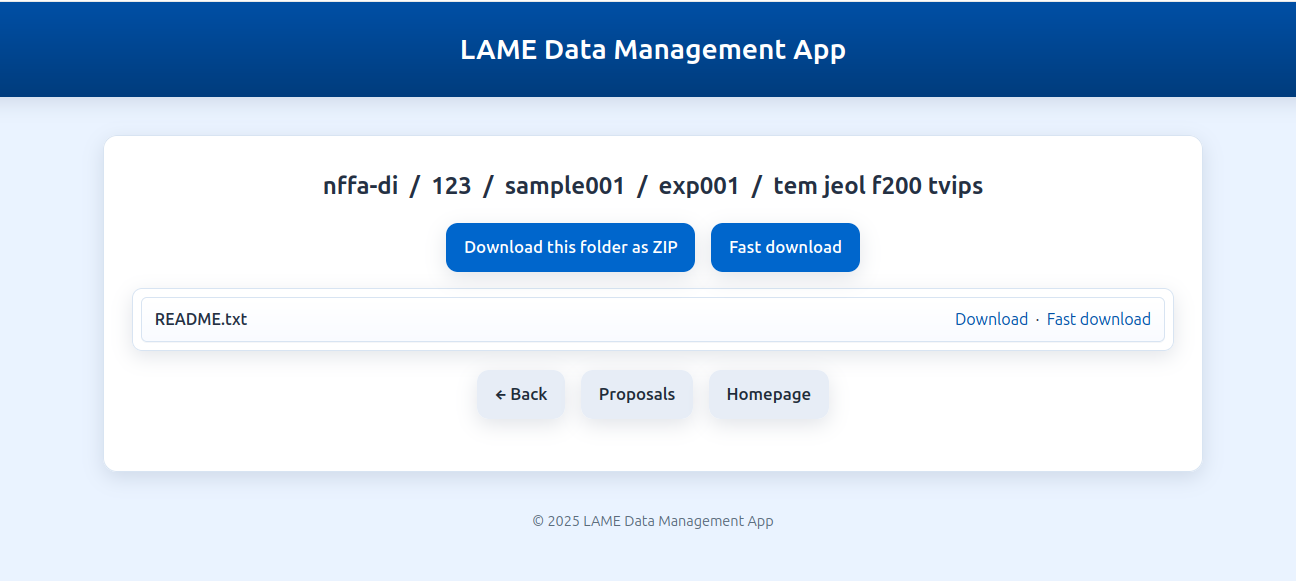 LAME Data Management App
nffa-di / 123 / sample001 / exp001 / tem jeol f200 tvips
Download this folder as ZIP Fast download
README.txt Download · Fast download
← Back Proposals Homepage
© 2025 LAME Data Management App